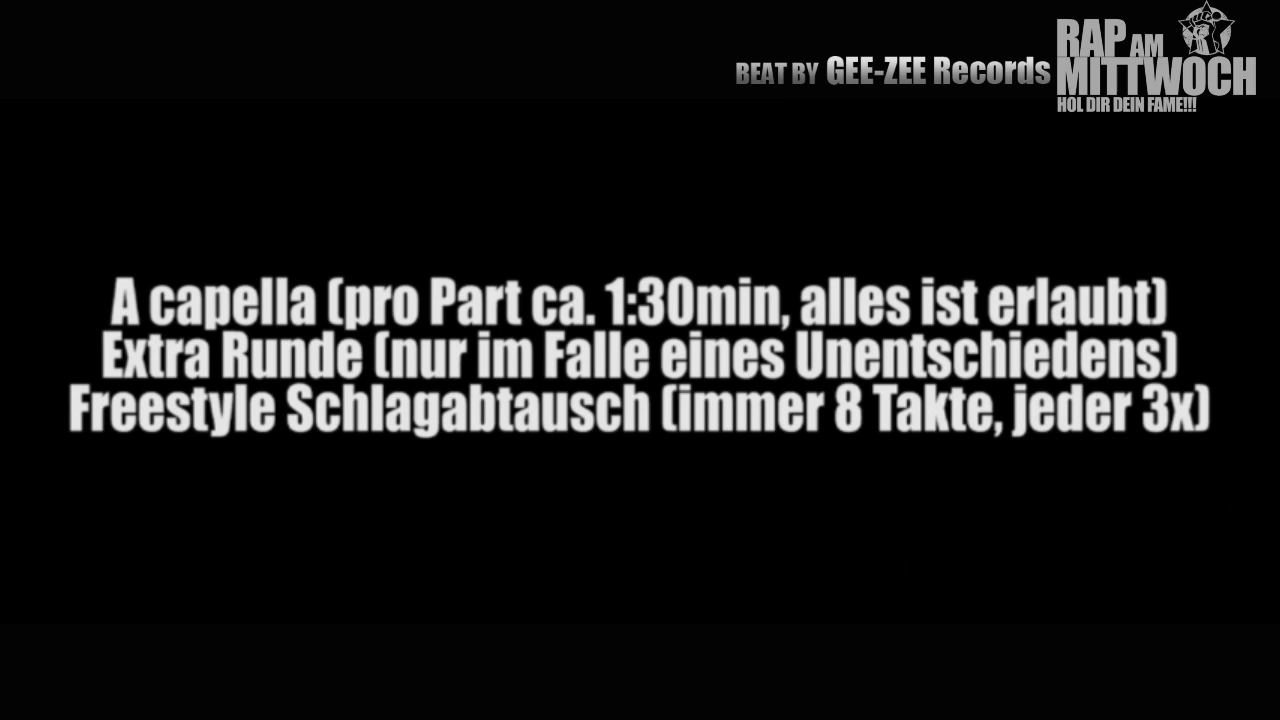 BEAT BY GEE-ZEE Records
RAP AM
MITTWOCH
HOL DIR DEIN FAME!!!
A capella (pro Part ca. 1:30min, alles ist erlaubt)
Extra Runde (nur im Falle eines Unentschiedens)
Freestyle Schlagabtausch (immer 8 Takte, jeder 3x)